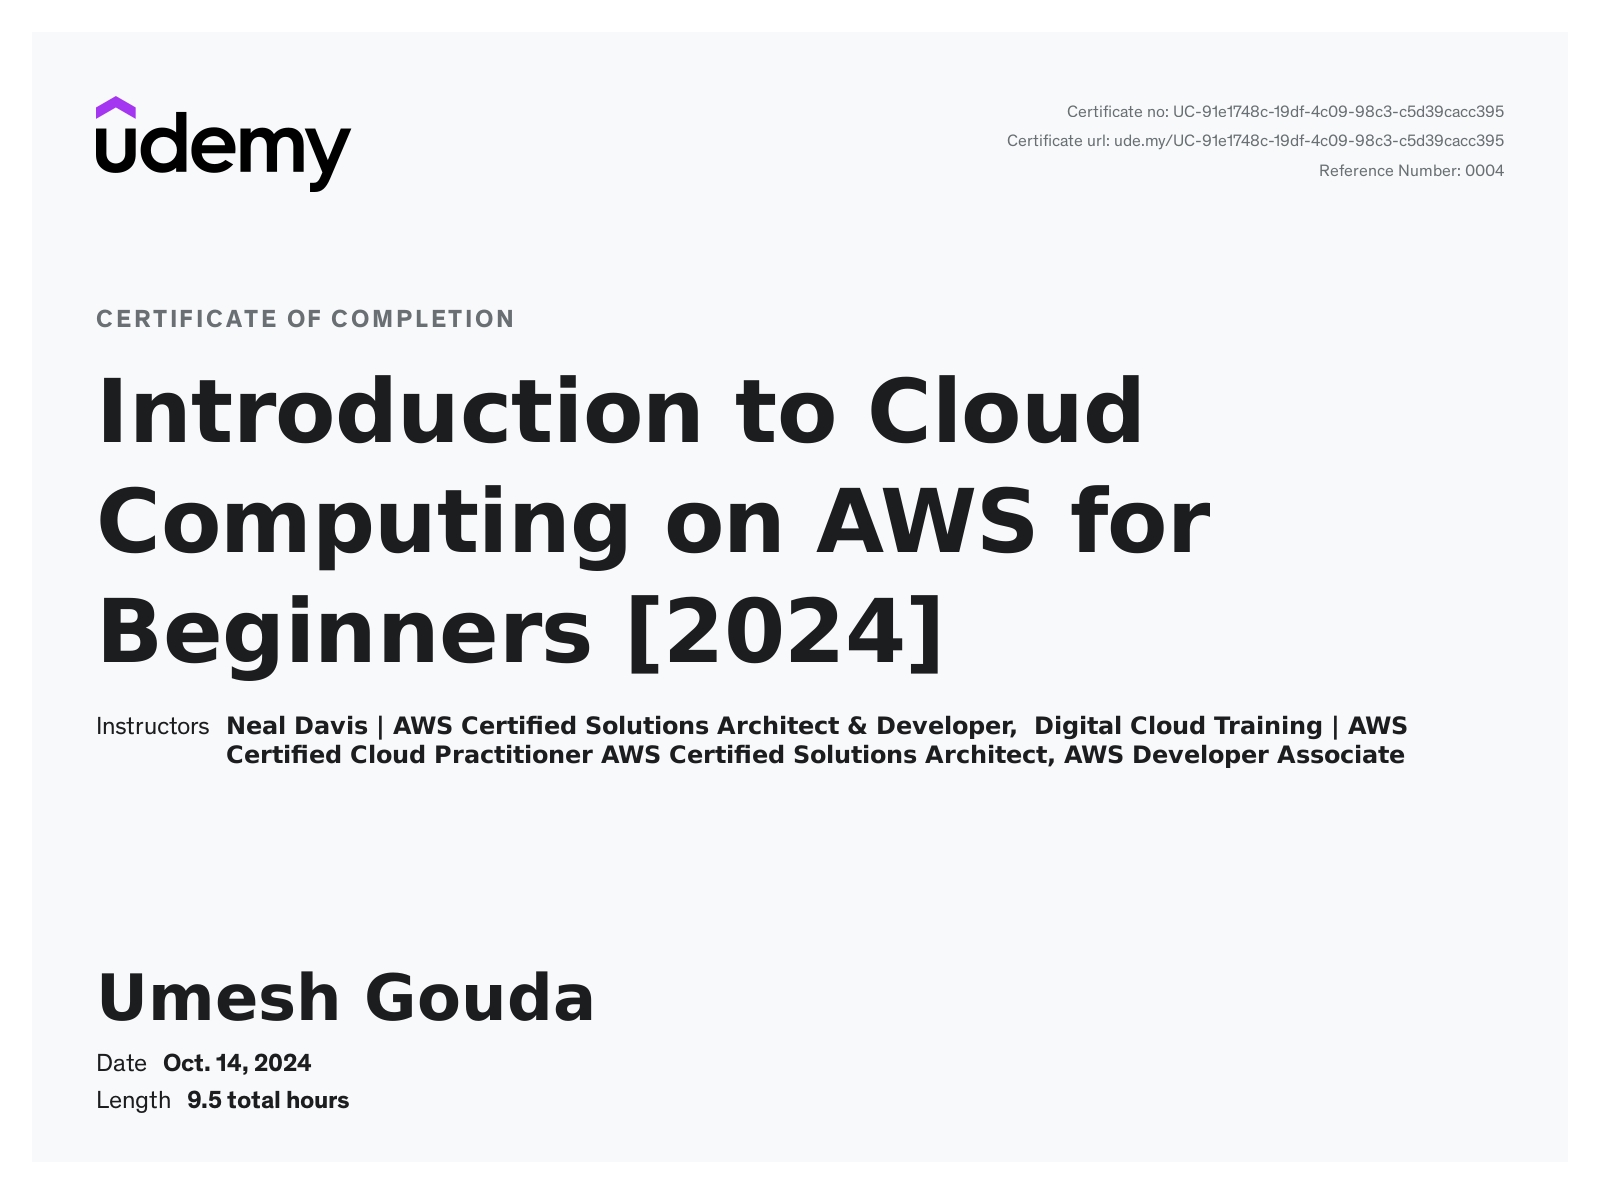 udemy
Certificate no: UC-91e1748c-19df-4c09-98c3-c5d39cacc395
Certificate url: ude.my/UC-91e1748c-19df-4c09-98c3-c5d39cacc395
Reference Number: 0004
CERTIFICATE OF COMPLETION
Introduction to Cloud
Computing on AWS for
Beginners [2024]
Instructors Neal Davis | AWS Certified Solutions Architect & Developer, Digital Cloud Training | AWS
Certified Cloud Practitioner AWS Certified Solutions Architect, AWS Developer Associate
Umesh Gouda
Date Oct. 14, 2024
Length 9.5 total hours